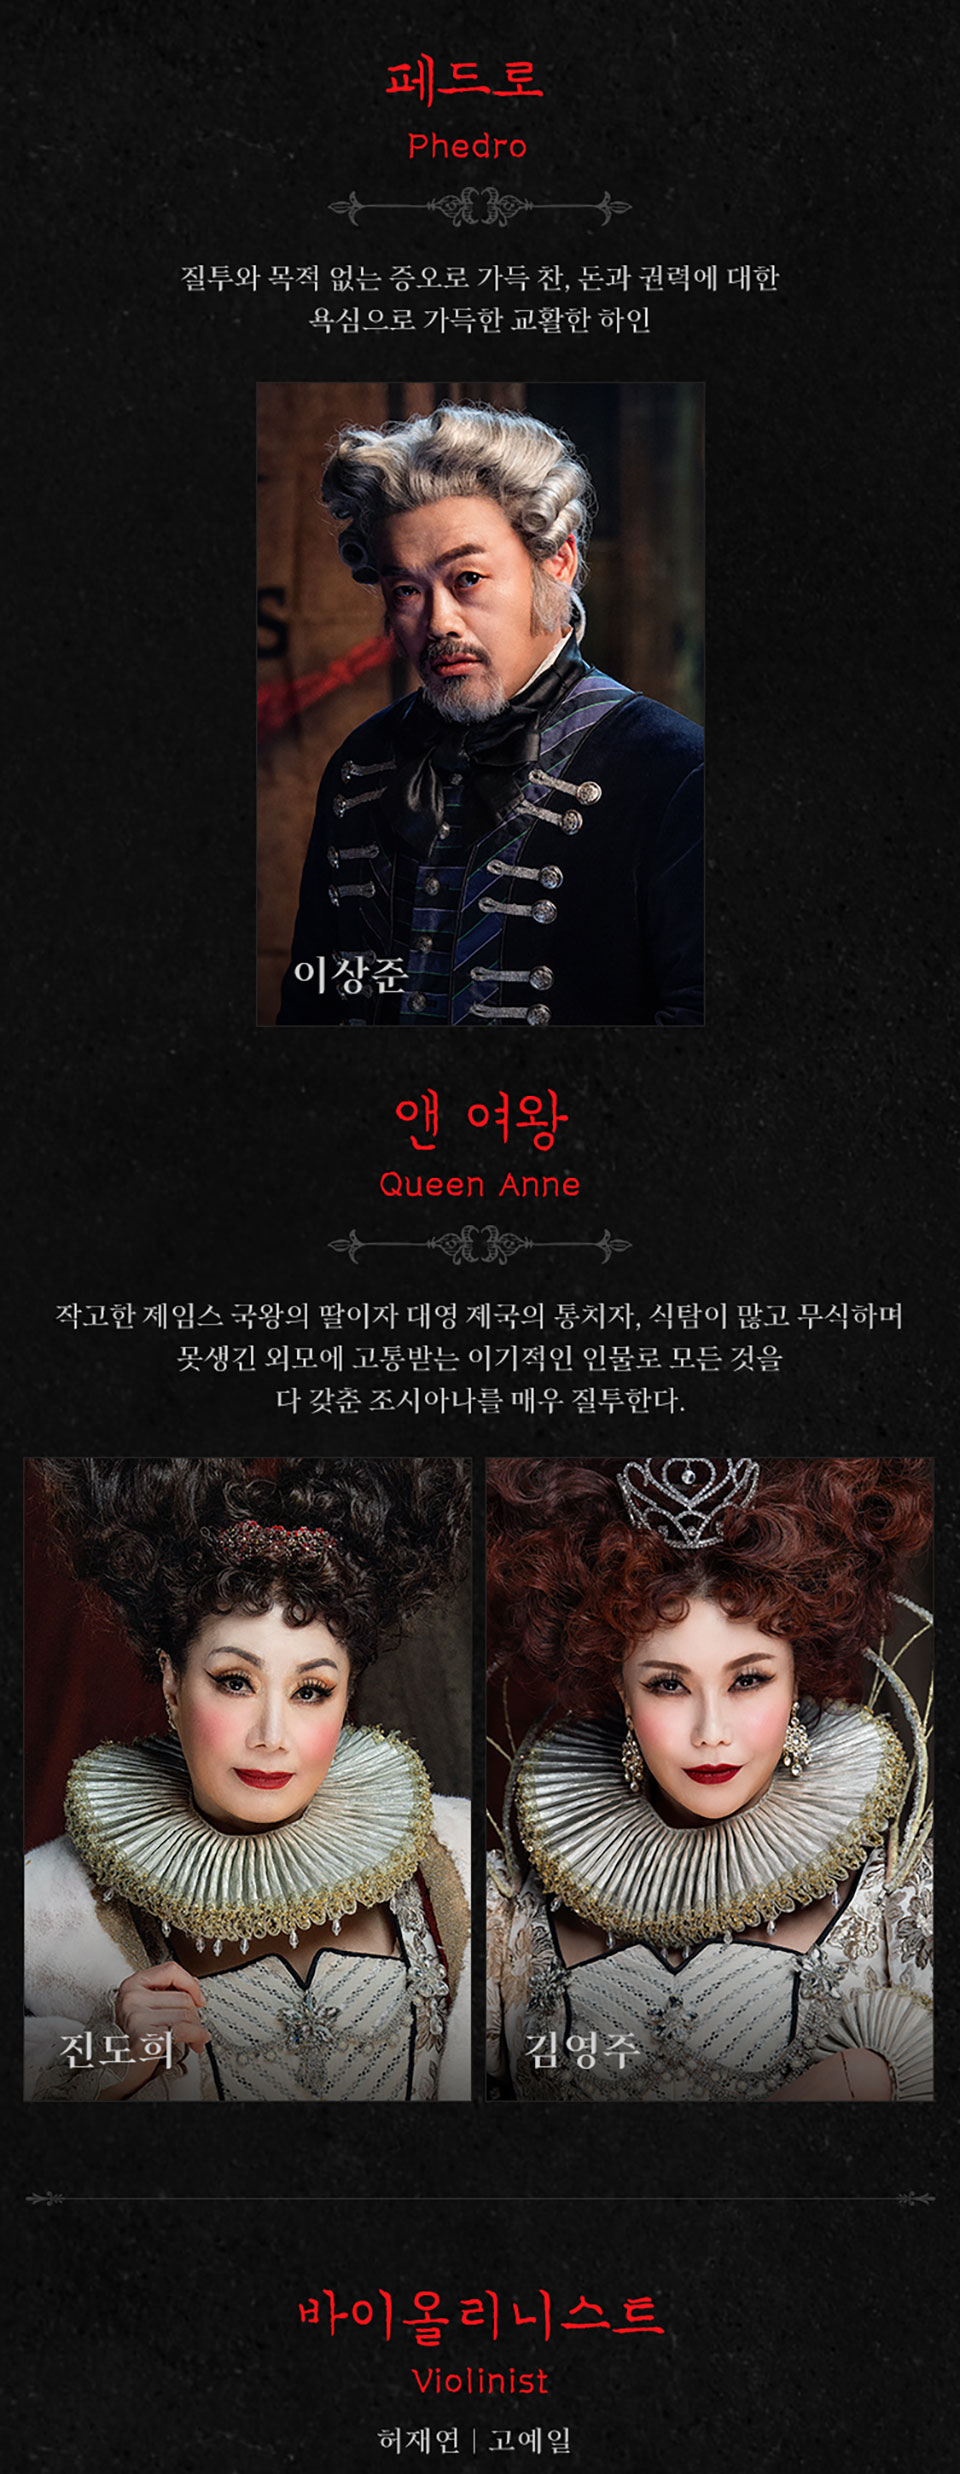 페드로
Phedro
질투와 목적 없는 증오로 가득 찬, 돈과 권력에 대한
욕심으로 가득한 교활한 하인
S
이상준
앤 여왕
Queen Anne
작고한 제임스 국왕의 딸이자 대영 제국의 통치자, 식탐이 많고 무식하며
못생긴 외모에 고통받는 이기적인 인물로 모든 것을
다 갖춘 조시아나를 매우 질투한다.
진도희
김영주
바이올리니스트
Violinist
허재연 | 고예일